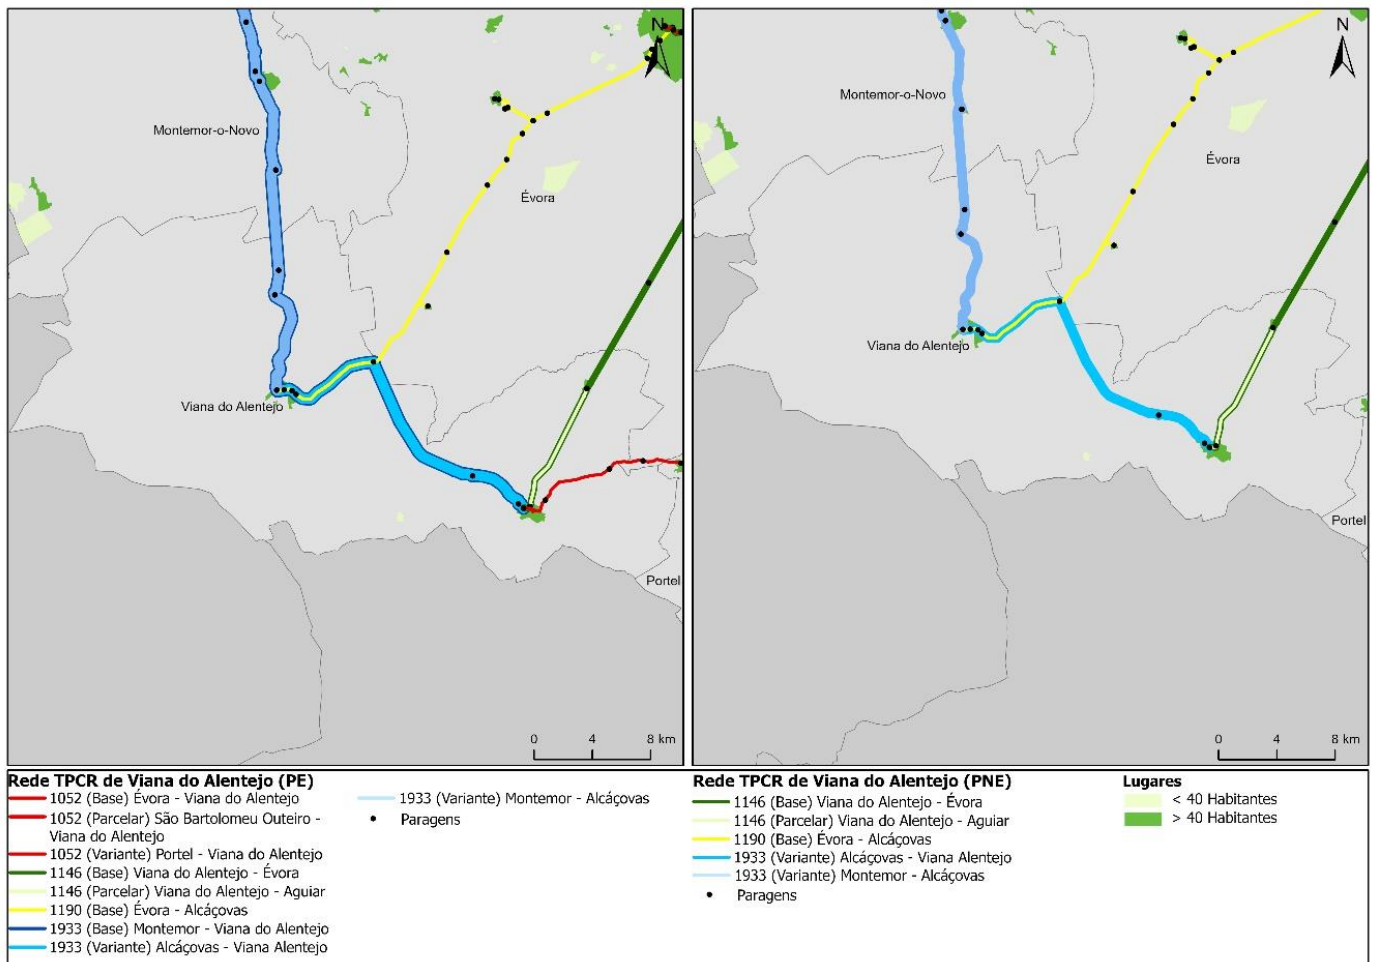 N
Montemor-o-Novo
Évora
Viana do Alentejo
Portel
0 4 8 km
N
Montemor-o-Novo
Évora
Viana do Alentejo
Portel
0 4 8 km
Rede TPCR de Viana do Alentejo (PE)
1052 (Base) Évora - Viana do Alentejo
1052 (Parcelar) São Bartolomeu Outeiro -
Viana do Alentejo
1052 (Variante) Portel - Viana do Alentejo
1146 (Base) Viana do Alentejo - Évora
1146 (Parcelar) Viana do Alentejo - Aguiar
1190 (Base) Évora - Alcáçovas
1933 (Base) Montemor - Viana do Alentejo
1933 (Variante) Alcáçovas - Viana Alentejo
1933 (Variante) Montemor - Alcáçovas
Paragens
Rede TPCR de Viana do Alentejo (PNE)
1146 (Base) Viana do Alentejo - Évora
1146 (Parcelar) Viana do Alentejo - Aguiar
1190 (Base) Évora - Alcáçovas
1933 (Variante) Alcáçovas - Viana Alentejo
1933 (Variante) Montemor - Alcáçovas
Paragens
Lugares
< 40 Habitantes
> 40 Habitantes